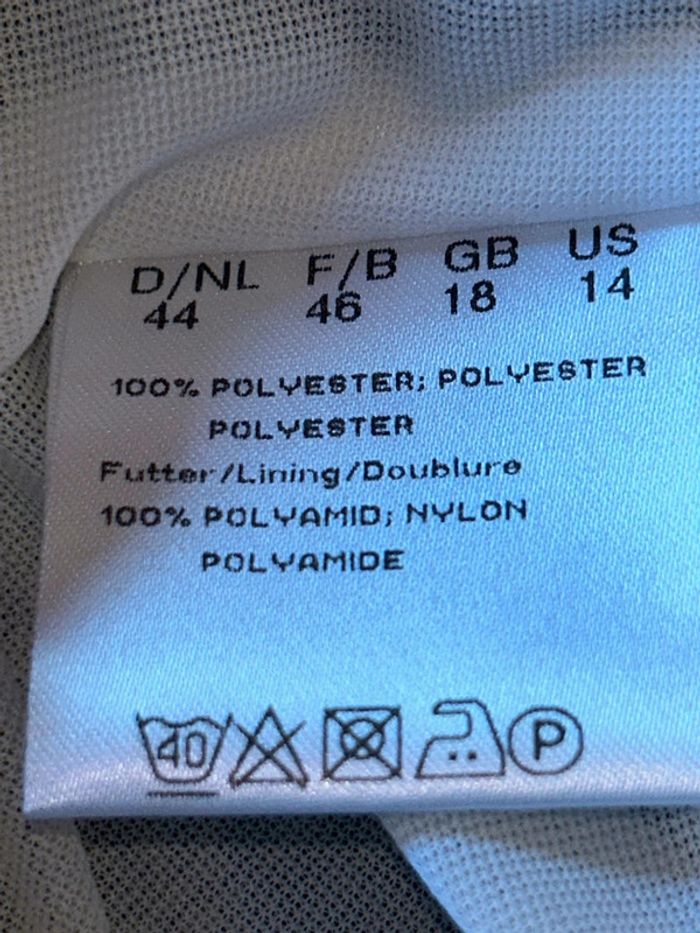 D/NL F/B GB US
44 46 18 14
100% POLYESTER; POLYESTER
POLYESTER
Futter/Lining/Doublure
100% POLYAMID; NYLON
POLYAMIDE
40 P